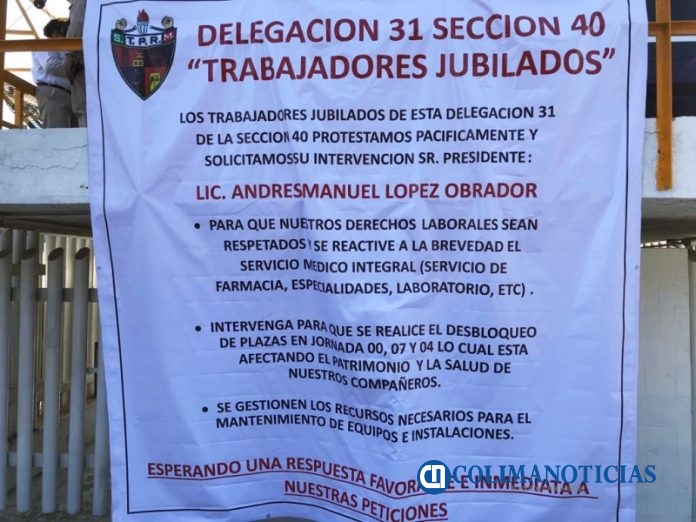 S.T.P.R.M
DELEGACION 31 SECCION 40
“TRABAJADORES JUBILADOS”
LOS TRABAJADORES JUBILADOS DE ESTA DELEGACION 31
DE LA SECCION 40 PROTESTAMOS PACIFICAMENTE Y
SOLICITAMOSSU INTERVENCION SR. PRESIDENTE :
LIC. ANDRESMANUEL LOPEZ OBRADOR
• PARA QUE NUESTROS DERECHOS LABORALES SEAN
RESPETADOS Y SE REACTIVE A LA BREVEDAD EL
SERVICIO MEDICO INTEGRAL (SERVICIO DE
FARMACIA, ESPECIALIDADES, LABORATORIO, ETC) .
• INTERVENGA PARA QUE SE REALICE EL DESBLOQUEO
DE PLAZAS EN JORNADA 00, 07 Y 04 LO CUAL ESTA
AFECTANDO EL PATRIMONIO Y LA SALUD DE
NUESTROS COMPAÑEROS.
• SE GESTIONEN LOS RECURSOS NECESARIOS PARA EL
MANTENIMIENTO DE EQUIPOS E INSTALACIONES.
ESPERANDO UNA RESPUESTA FAVORABLE E INMEDIATA A
NUESTRAS PETICIONES
COLIMANOTICIAS